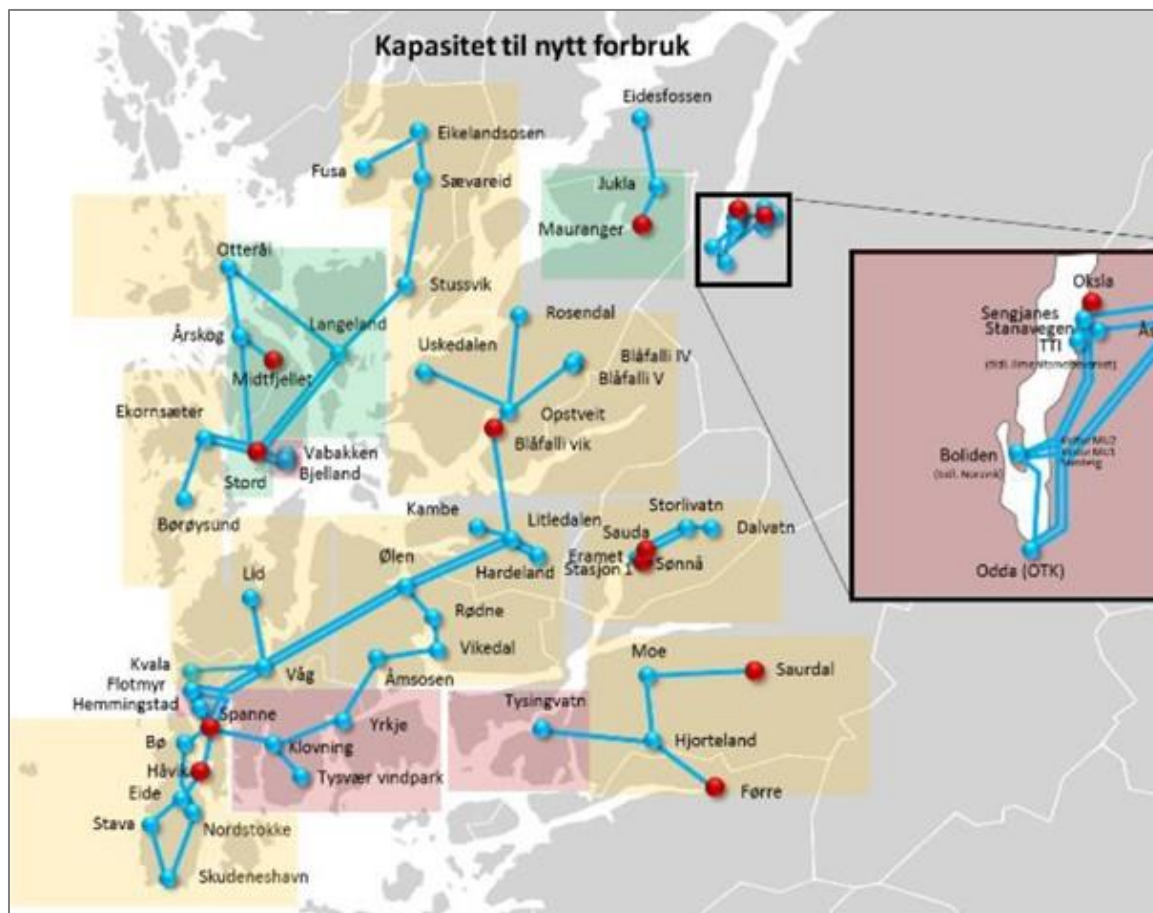 Kapasitet til nytt forbruk
Eidesfossen
Eikelandsosen
Fusa
Sævareid
Jukla
Mauranger
Otterål
Stussvik
Rosendal
Langeland
Årskog
Midtfjellet
Uskedalen
Blåfalli IV
Blåfalli V
Opstveit
Blåfalli vik
Ekornsæter
Vabakken
Bjelland
Stord
Børøysund
Oksla
Sengjanes
Stanavegen
TTI
Boliden
Odda (OTK)
Kambe
Litledalen
Storlivatn
Dalvatn
Sauda
Eramet
Stasjon 1
Sønnå
Hardeland
Ølen
Lid
Rødne
Vikedal
Kvala
Flotmyr
Hemmingstad
Våg
Åmsosen
Moe
Saurdal
Spanne
Tysingvatn
Yrkje
Bø
Klovning
Hjorteland
Håvik
Tysvær vindpark
Førre
Eide
Stava
Nordstokke
Skudeneshavn